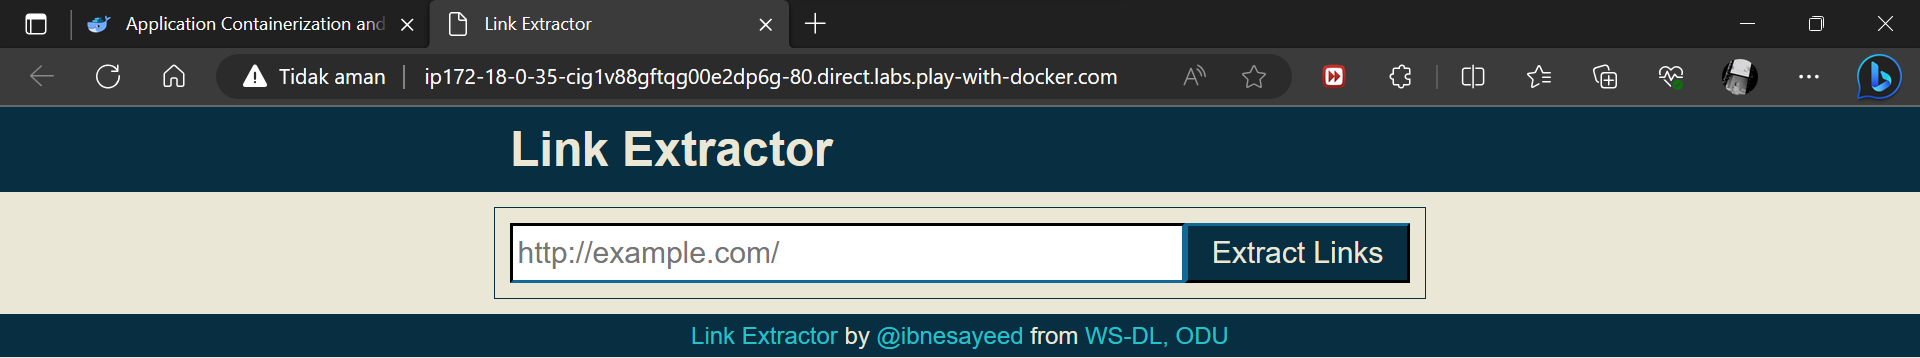 Application Containerization and
Link Extractor
Tidak aman
ip172-18-0-35-cig1v88gftqg00e2dp6g-80.direct.labs.play-with-docker.com
Link Extractor
http://example.com/
Extract Links
Link Extractor by @ibnesayeed from WS-DL, ODU